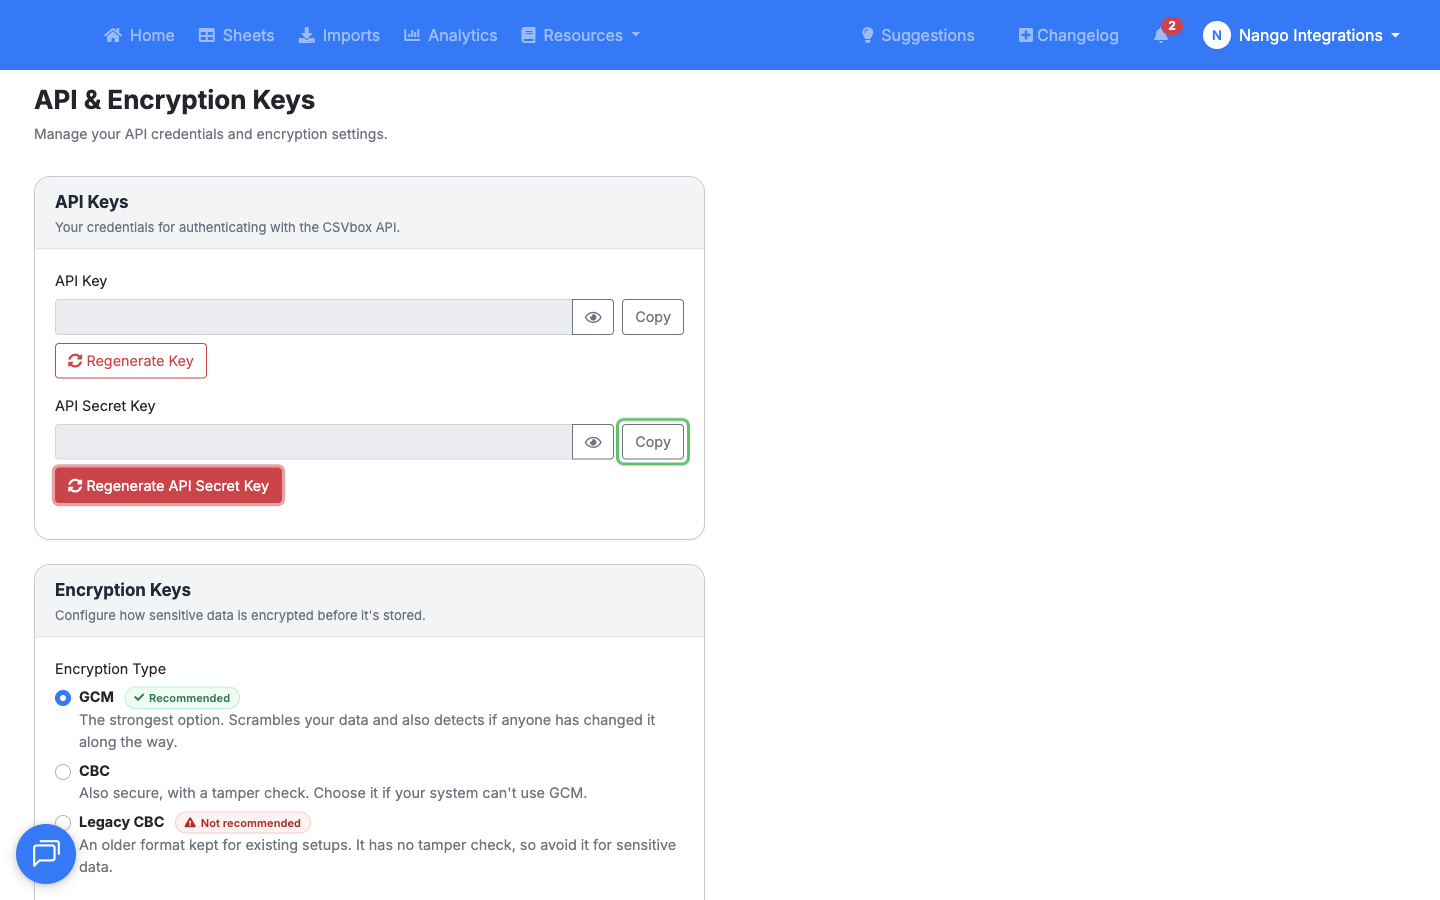 Home Sheets Imports Analytics Resources Suggestions Changelog 2 N Nango Integrations
API & Encryption Keys
Manage your API credentials and encryption settings.
API Keys
Your credentials for authenticating with the CSVbox API.
API Key
Copy
Regenerate Key
API Secret Key
Copy
Regenerate API Secret Key
Encryption Keys
Configure how sensitive data is encrypted before it's stored.
Encryption Type
GCM Recommended
The strongest option. Scrambles your data and also detects if anyone has changed it
along the way.
CBC
Also secure, with a tamper check. Choose it if your system can't use GCM.
Legacy CBC Not recommended
An older format kept for existing setups. It has no tamper check, so avoid it for sensitive
data.